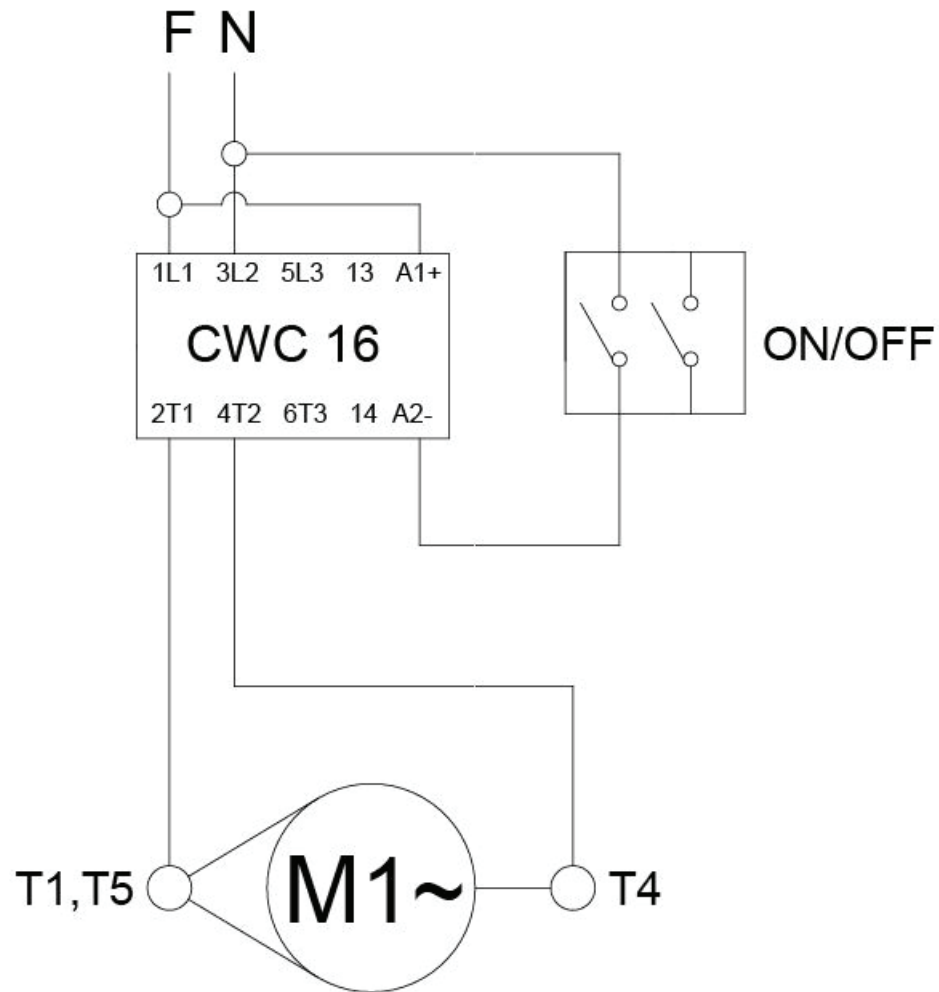 F N
1L1 3L2 5L3 13 A1+
CWC 16
ON/OFF
2T1 4T2 6T3 14 A2-
T1,T5
M1~
T4